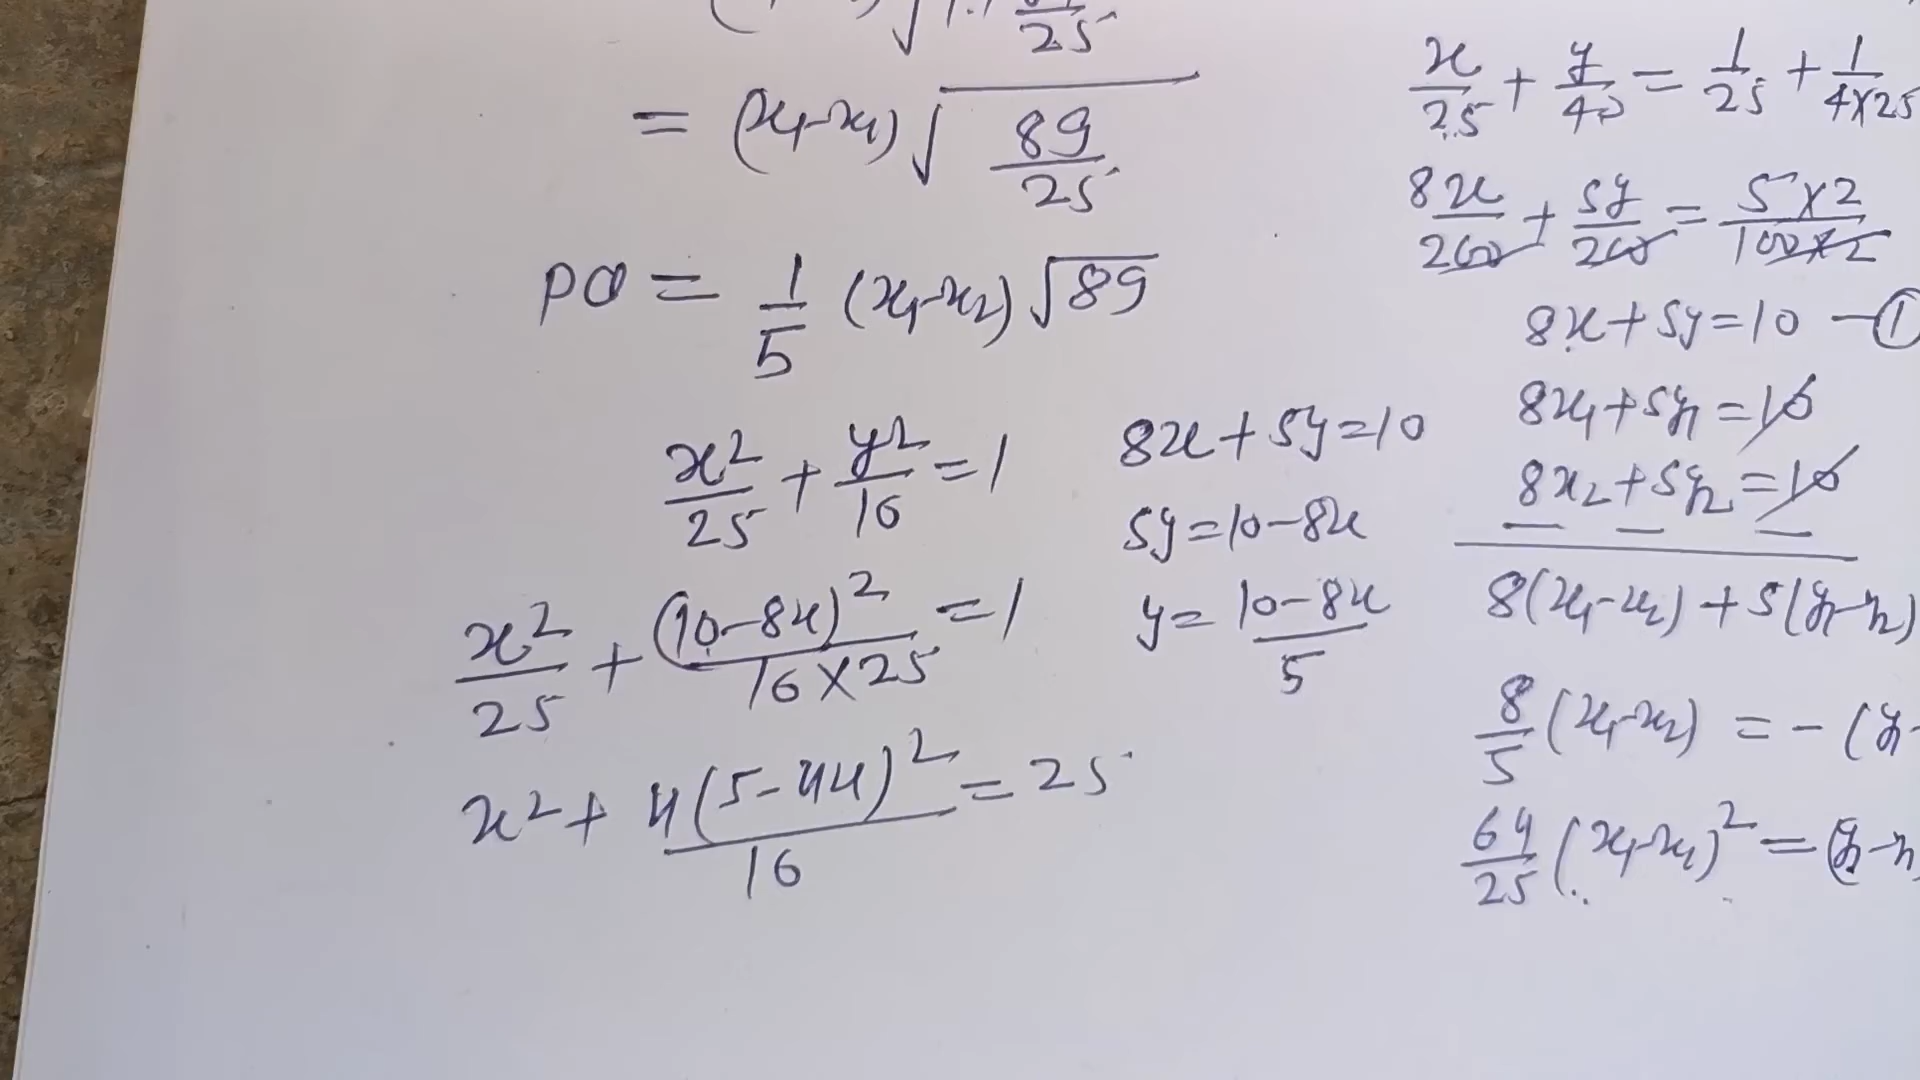 25
= (x₁-x₁)√89/25
PQ = 1/5 (x₁-x₂)√89
x²/25 + y²/16 = 1
x²/25 + (10-8x)²/16×25 = 1
x² + 4(5-4x)²/16 = 25
8x+5y=10
5y=10-8x
y= 10-8x/5
x/25 + y/40 = 1/25 + 1/4×25
8x/200 + 5y/200 = 5×2/100×2
8x+5y=10 -①
8x₁+5y₁=10
8x₂+5y₂=10
8(x₁-x₂)+5(y₁-y₂)
8/5 (x₁-x₂) = -(y-
64/25 (x₁-x₁)² = (y₁-y